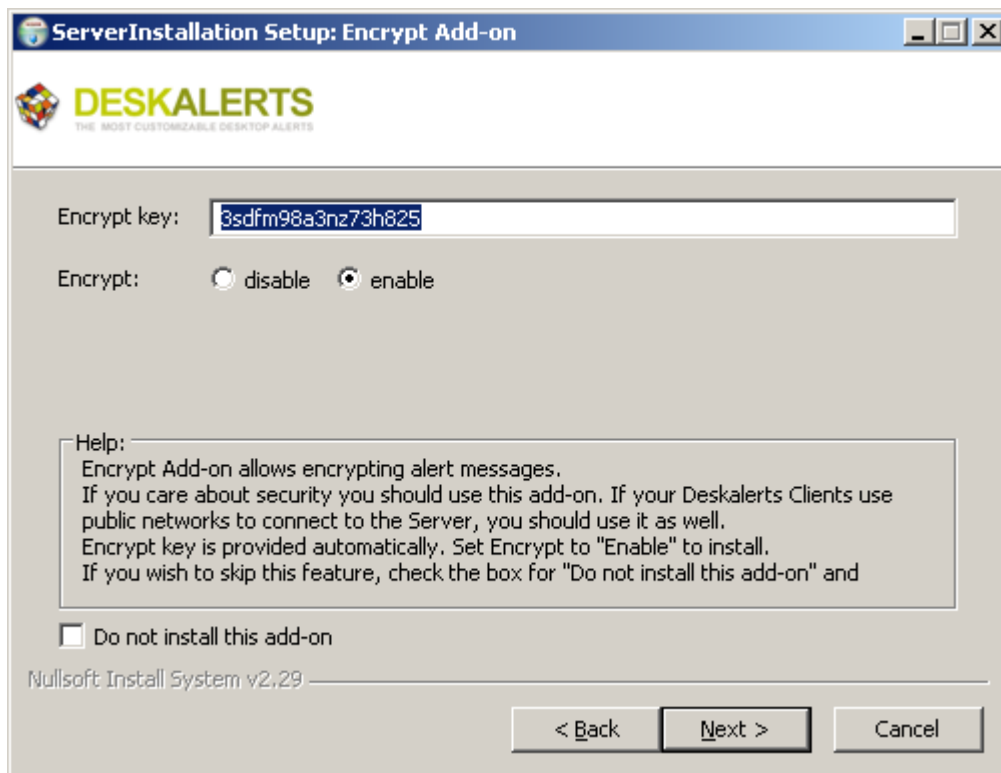 ServerInstallation Setup: Encrypt Add-on
DESKALERTS
THE MOST CUSTOMIZABLE DESKTOP ALERTS
Encrypt key: 3sdfm98a3nz73h825
Encrypt: disable enable
Help:
Encrypt Add-on allows encrypting alert messages.
If you care about security you should use this add-on. If your Deskalerts Clients use
public networks to connect to the Server, you should use it as well.
Encrypt key is provided automatically. Set Encrypt to "Enable" to install.
If you wish to skip this feature, check the box for "Do not install this add-on" and
Do not install this add-on
Nullsoft Install System v2.29
< Back Next > Cancel